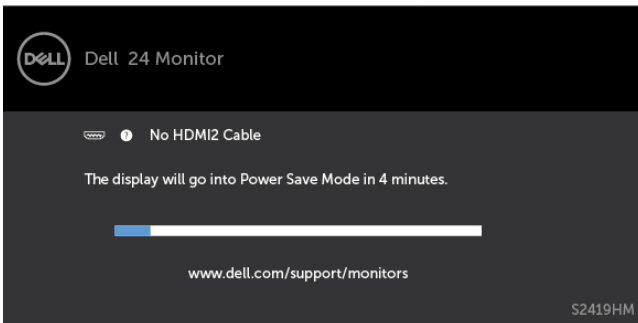 DELL
Dell 24 Monitor
? No HDMI2 Cable
The display will go into Power Save Mode in 4 minutes.
www.dell.com/support/monitors
S2419HM